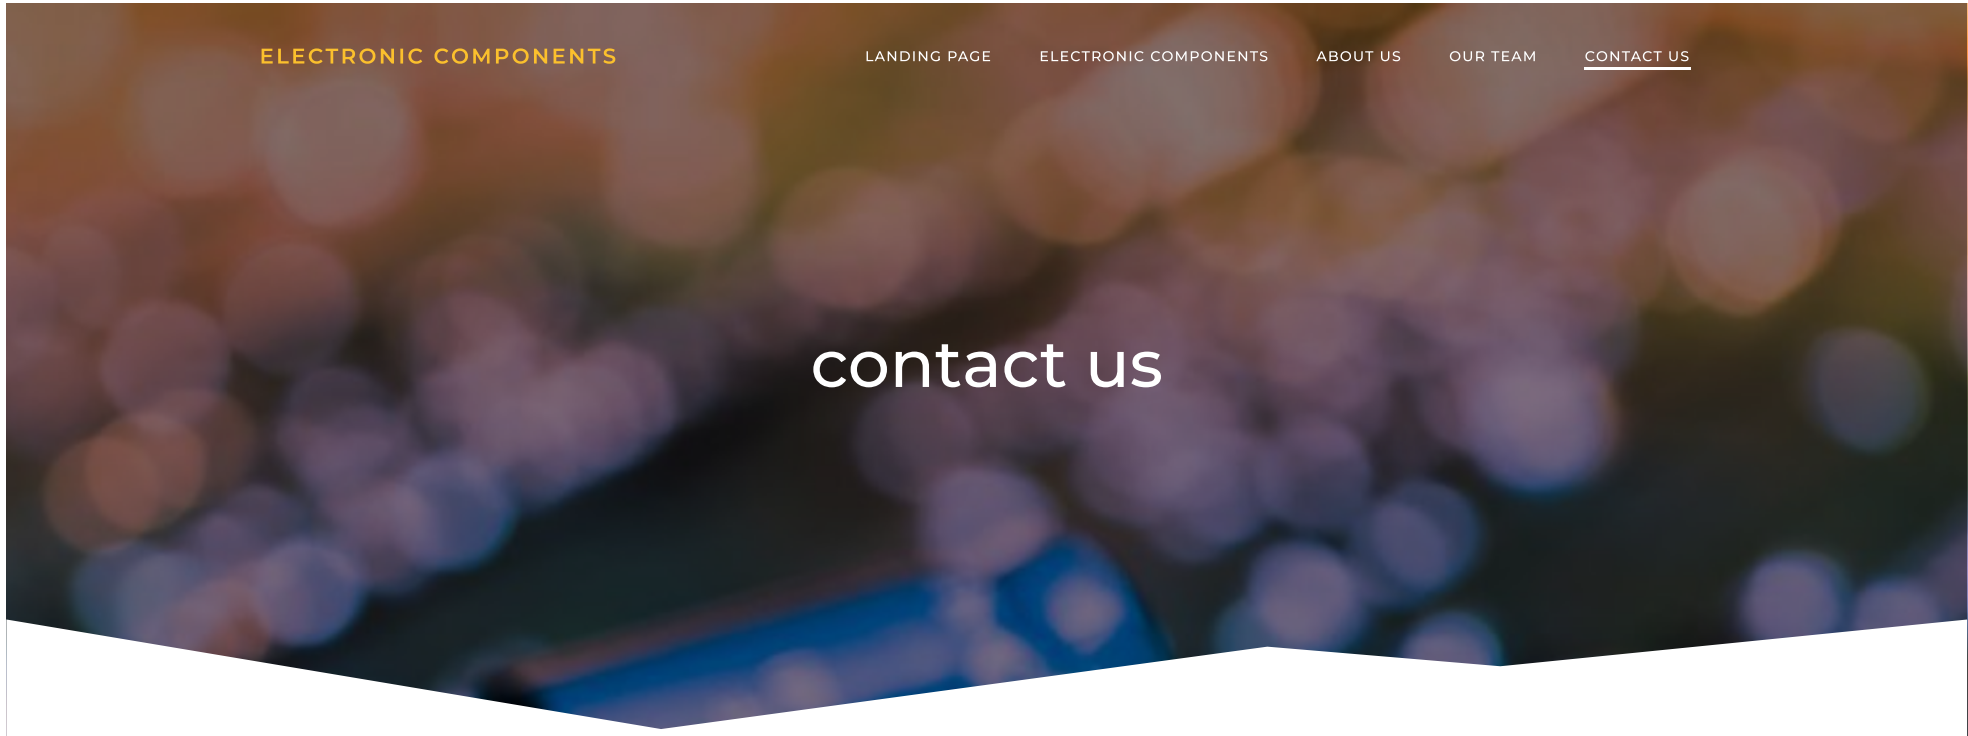 ELECTRONIC COMPONENTS
LANDING PAGE ELECTRONIC COMPONENTS ABOUT US OUR TEAM CONTACT US
contact us